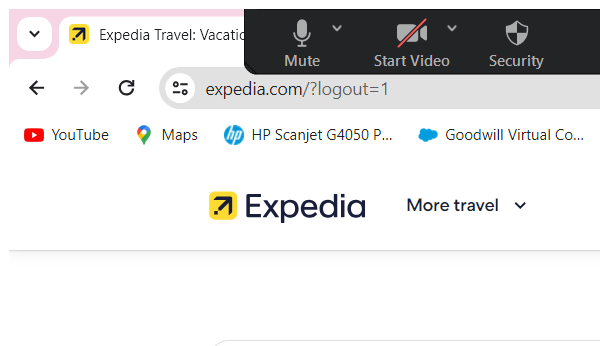 Expedia Travel: Vacatio
Mute
Start Video
Security
expedia.com/?logout=1
YouTube
Maps
HP Scanjet G4050 P...
Goodwill Virtual Co...
Expedia
More travel